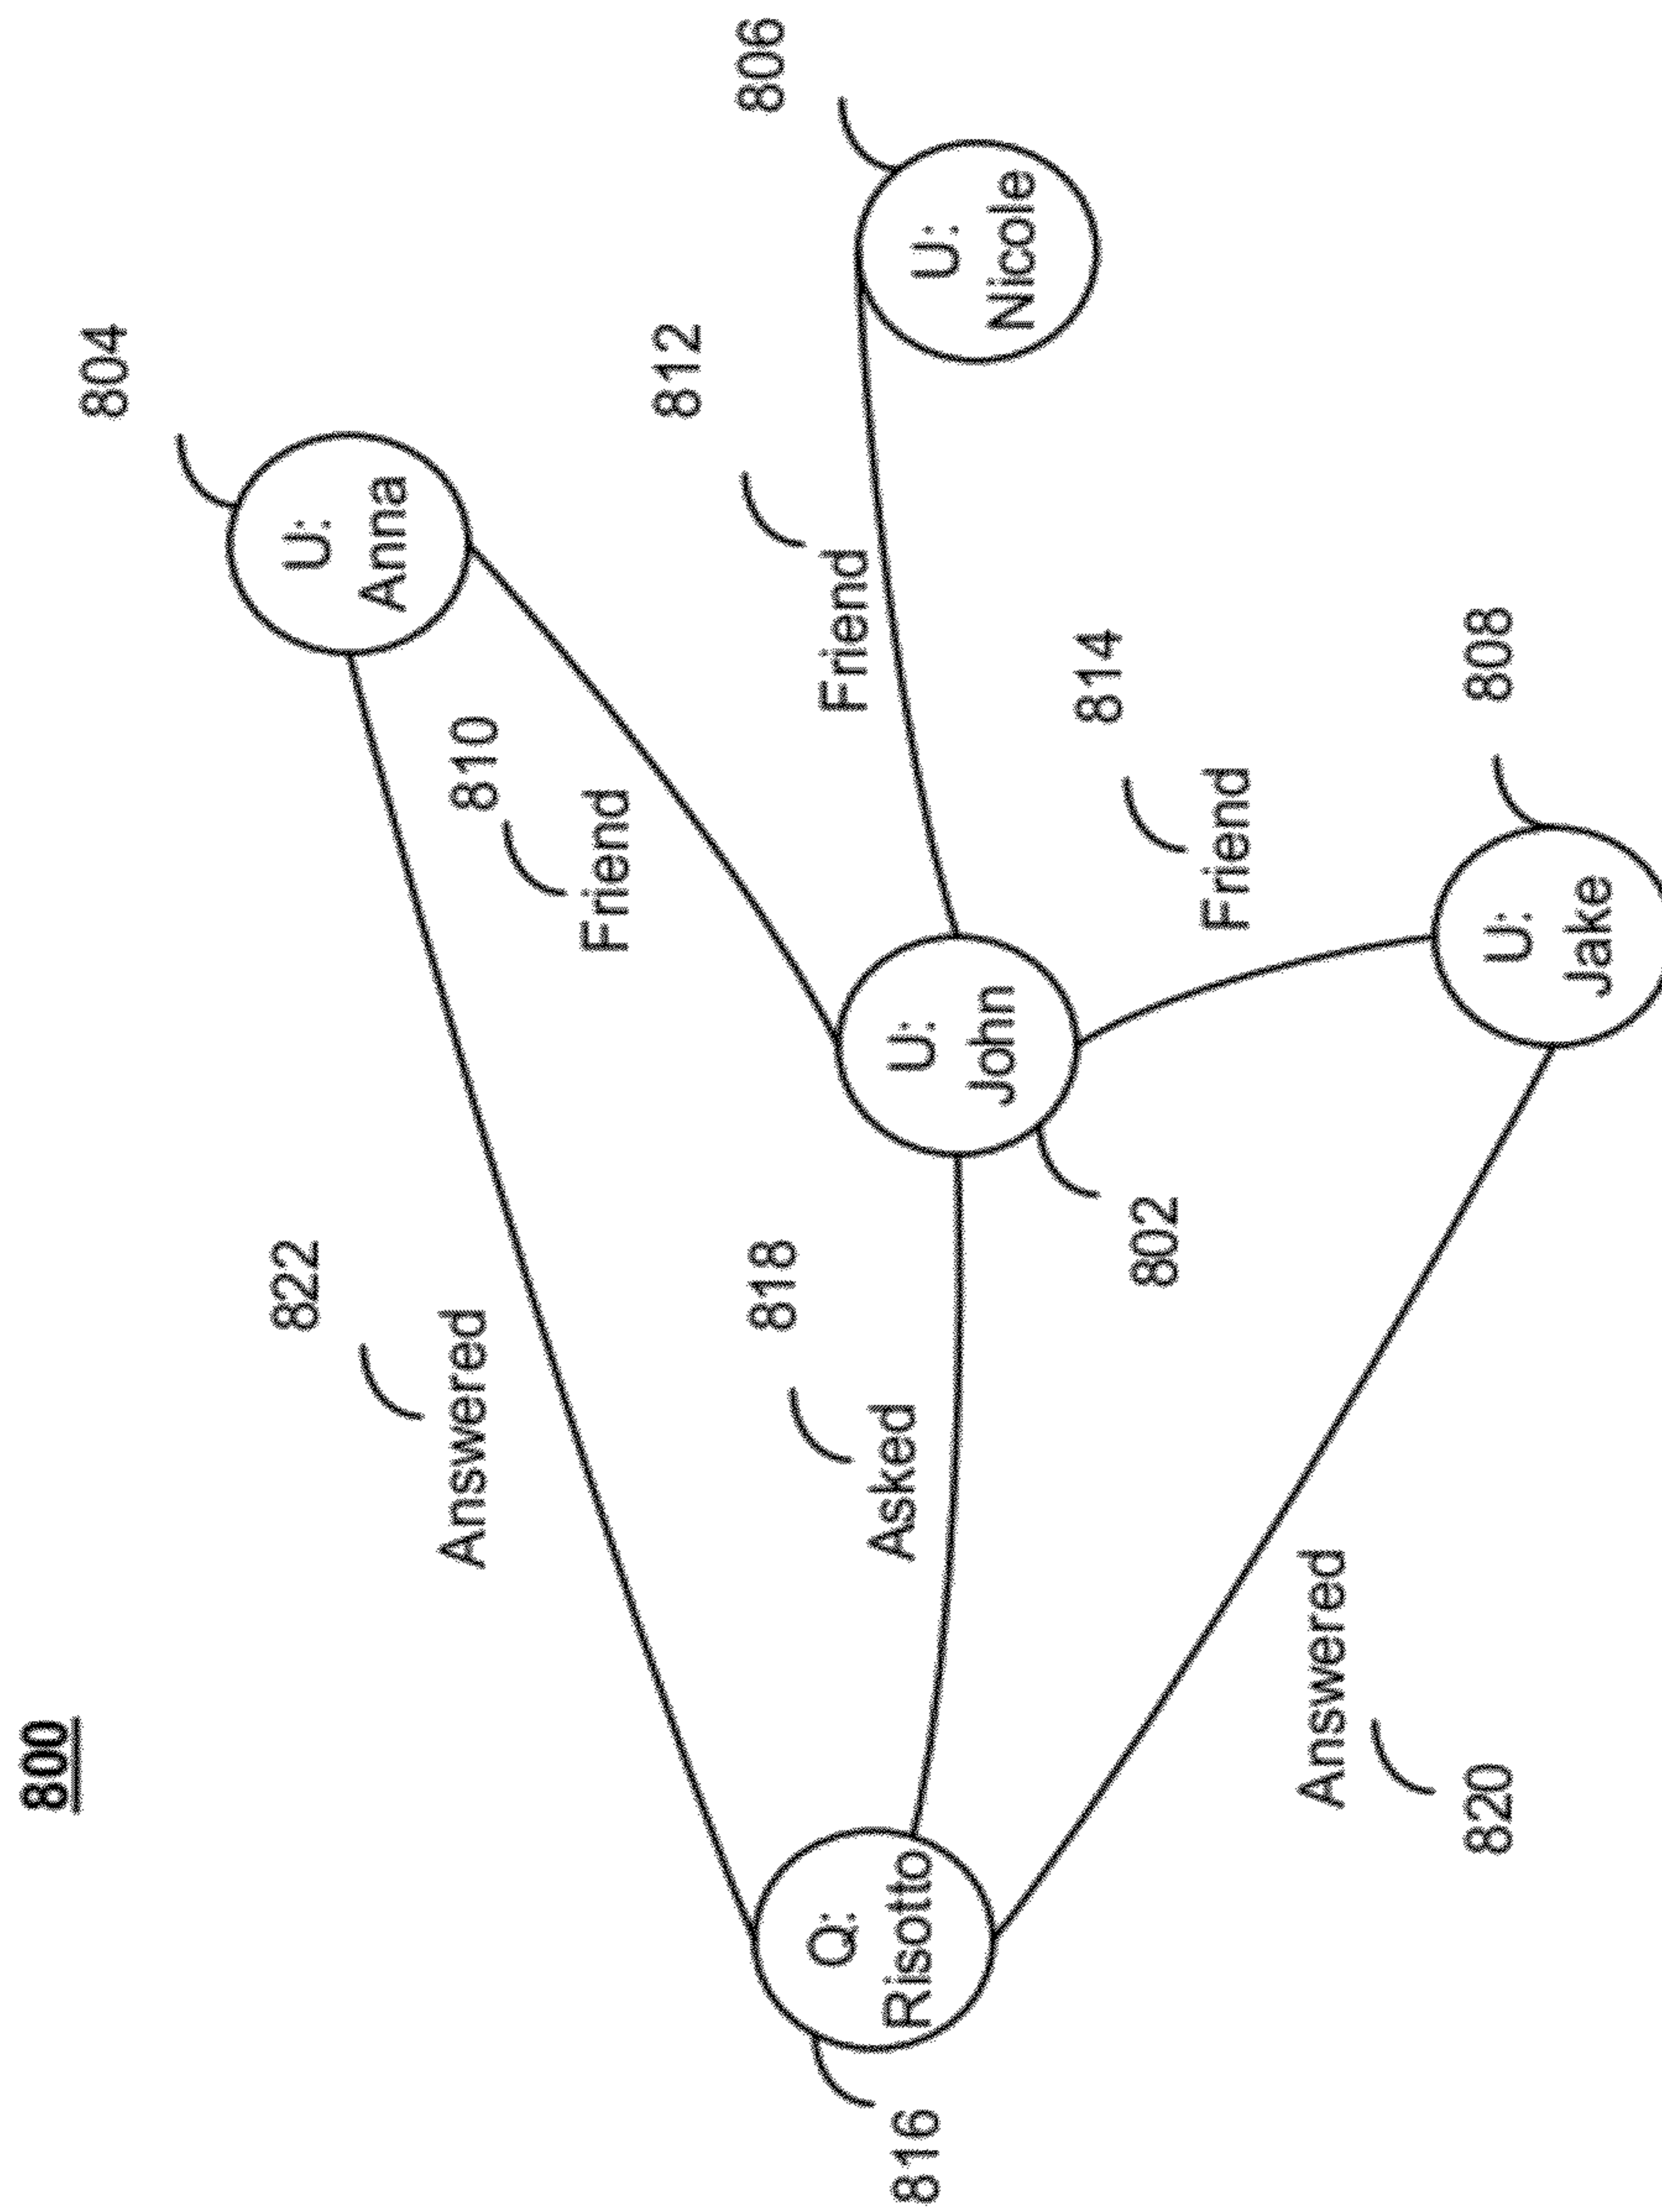 800
804
U:
Anna
822
Answered
810
Friend
812
Friend
806
U:
Nicole
818
Asked
U:
John
802
814
Friend
Q:
Risotto
816
Answered
820
808
U:
Jake